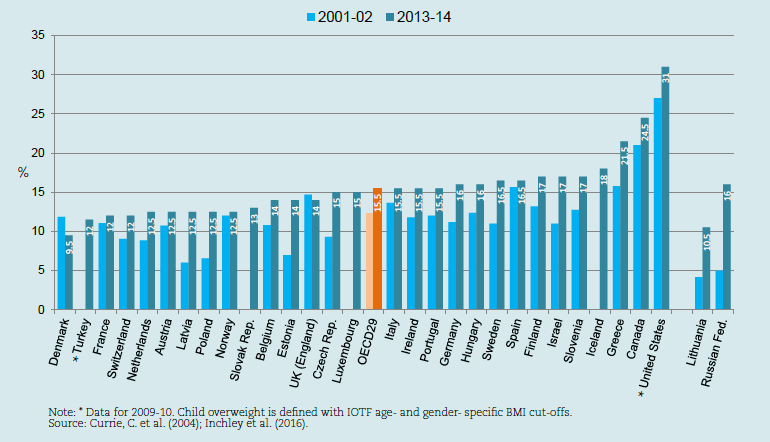 2001-02 2013-14
35
30
25
20
%
15
10
5
0
9.5 12 12 12 12.5 12.5 12.5 12.5 12.5 13 14 14 14 15 15 15.5 15.5 15.5 15.5 16 16 16.5 16.5 17 17 17 18 21.5 24.5 31 10.5 16
Denmark
* Turkey
France
Switzerland
Netherlands
Austria
Latvia
Poland
Norway
Slovak Rep.
Belgium
Estonia
UK (England)
Czech Rep.
Luxembourg
OECD29
Italy
Ireland
Portugal
Germany
Hungary
Sweden
Spain
Finland
Israel
Slovenia
Iceland
Greece
Canada
* United States
Lithuania
Russian Fed.
Note: * Data for 2009-10. Child overweight is defined with IOTF age- and gender- specific BMI cut-offs.
Source: Currie, C. et al. (2004); Inchley et al. (2016).